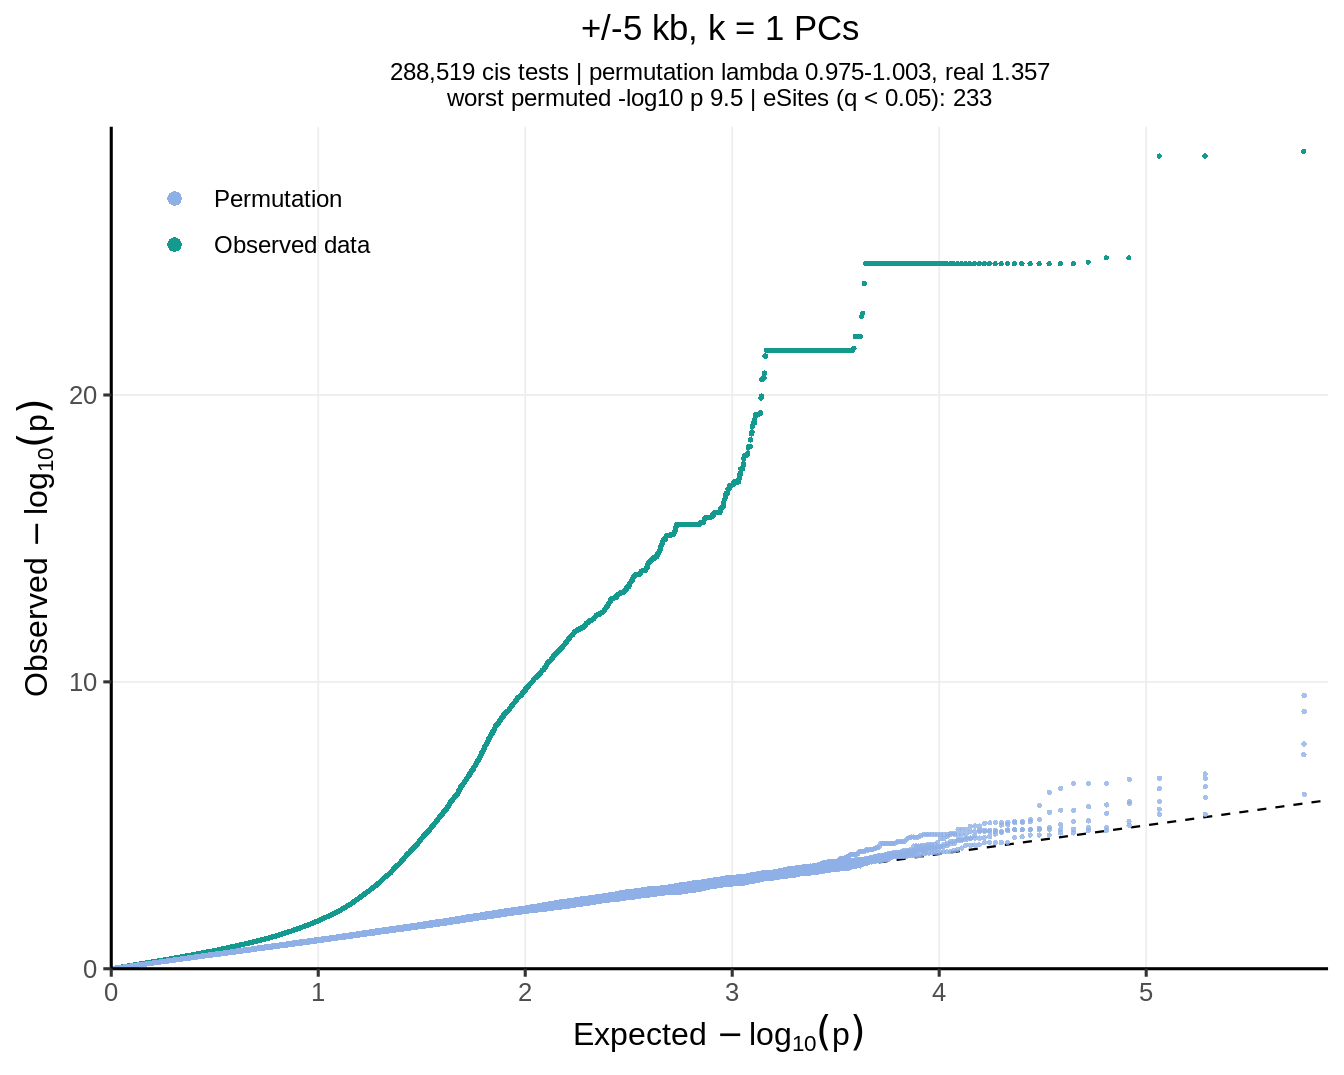 +/-5 kb, k = 1 PCs
288,519 cis tests | permutation lambda 0.975-1.003, real 1.357
worst permuted -log10 p 9.5 | eSites (q < 0.05): 233
Permutation
Observed data
Observed −log10(p)
20
10
0
0 1 2 3 4 5
Expected −log10(p)